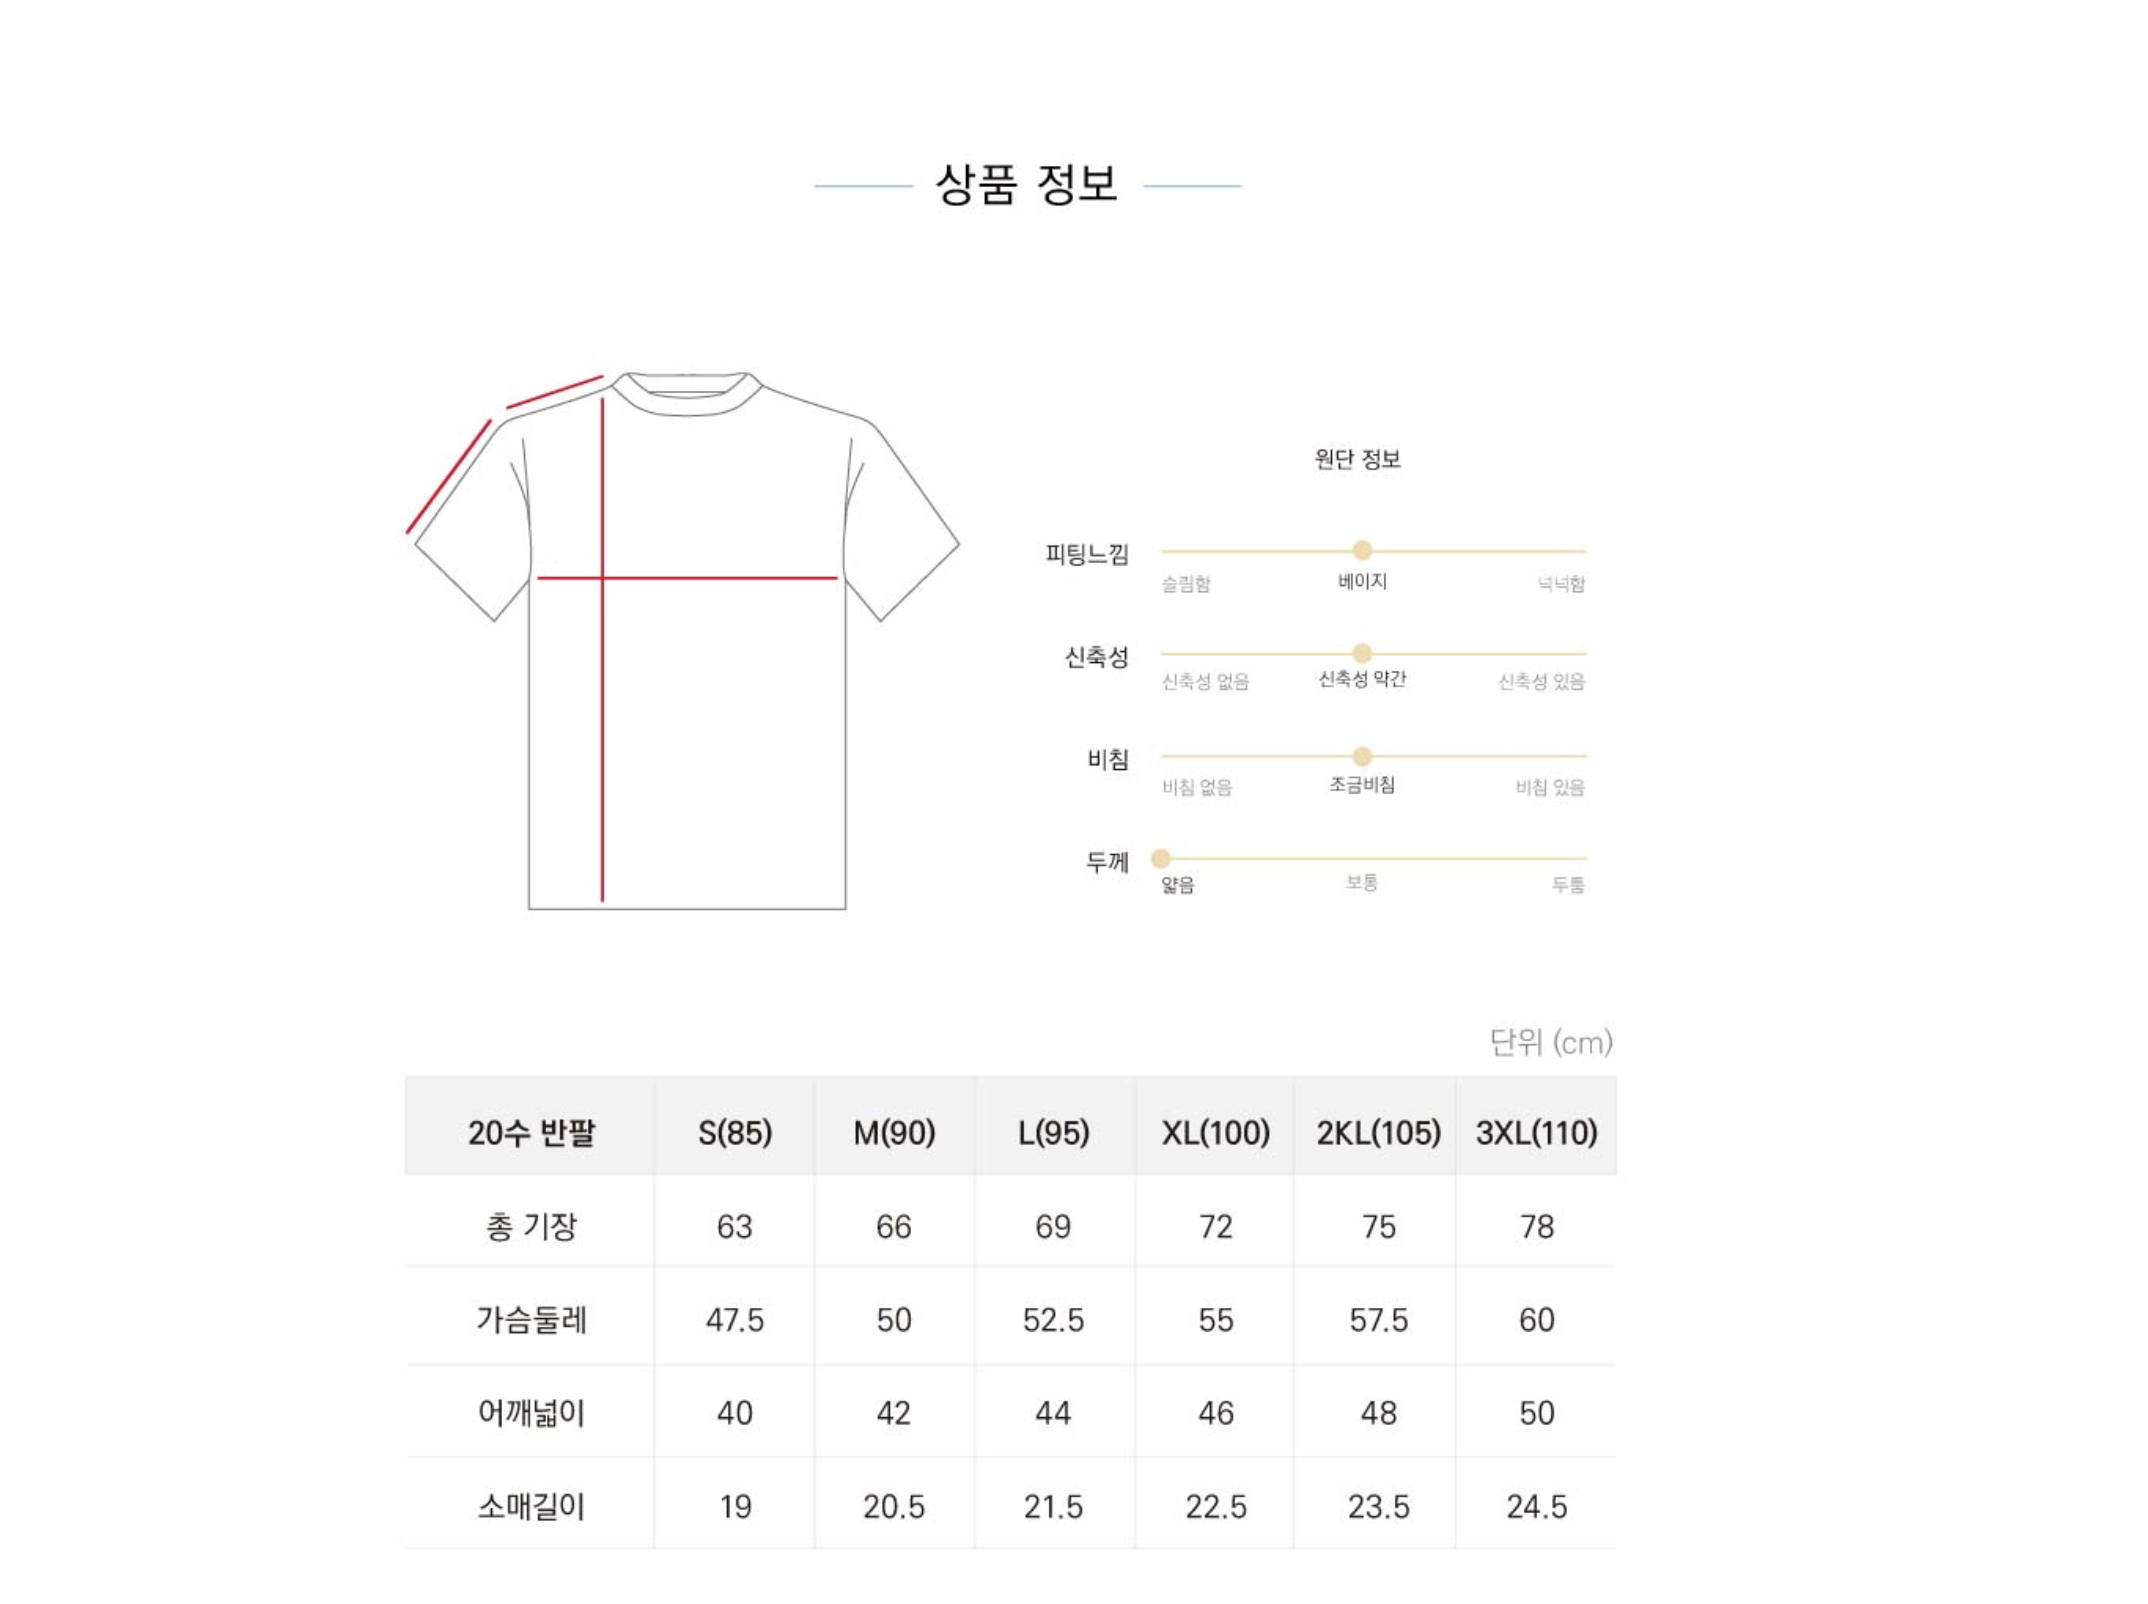 상품 정보
원단 정보
피팅느낌
슬림함 베이지 넉넉함
신축성
신축성 없음 신축성 약간 신축성 있음
비침
비침 없음 조금비침 비침 있음
두께
얇음 보통 두툼
단위 (cm)
20수 반팔 S(85) M(90) L(95) XL(100) 2KL(105) 3XL(110)
총 기장 63 66 69 72 75 78
가슴둘레 47.5 50 52.5 55 57.5 60
어깨넓이 40 42 44 46 48 50
소매길이 19 20.5 21.5 22.5 23.5 24.5